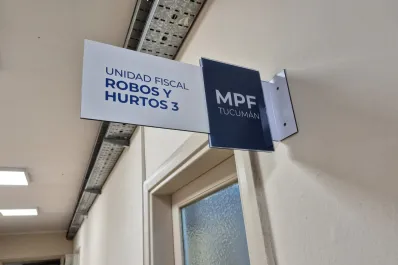 UNIDAD FISCAL
ROBOS Y
HURTOS 3
MPF
TUCUMÁN